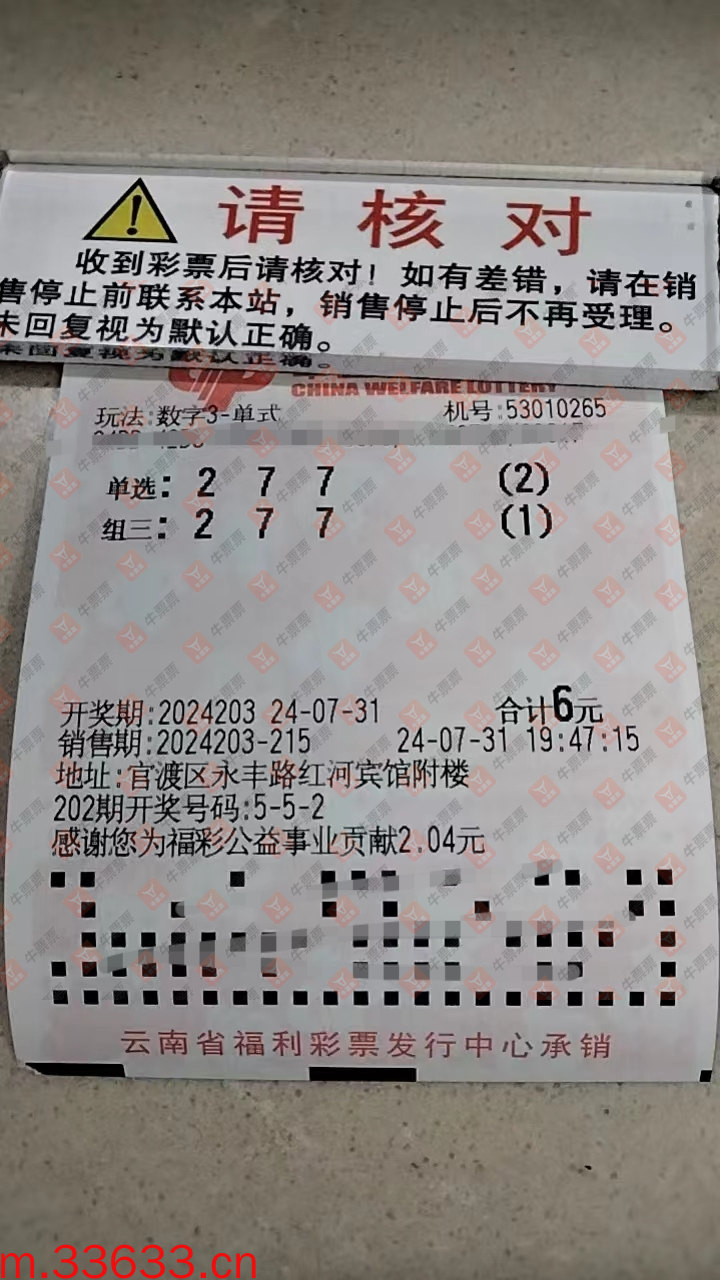 请核对
收到彩票后请核对！如有差错，请在销
售停止前联系本站，销售停止后不再受理。
未回复视为默认正确。
CHINA WELFARE LOTTERY
玩法:数字3-单式 机号:53010265
单选: 2 7 7 (2)
组三: 2 7 7 (1)
开奖期:2024203 24-07-31 合计6元
销售期:2024203-215 24-07-31 19:47:15
地址:官渡区永丰路红河宾馆附楼
202期开奖号码:5-5-2
感谢您为福彩公益事业贡献2.04元
云南省福利彩票发行中心承销
牛票票
m.33633.cn